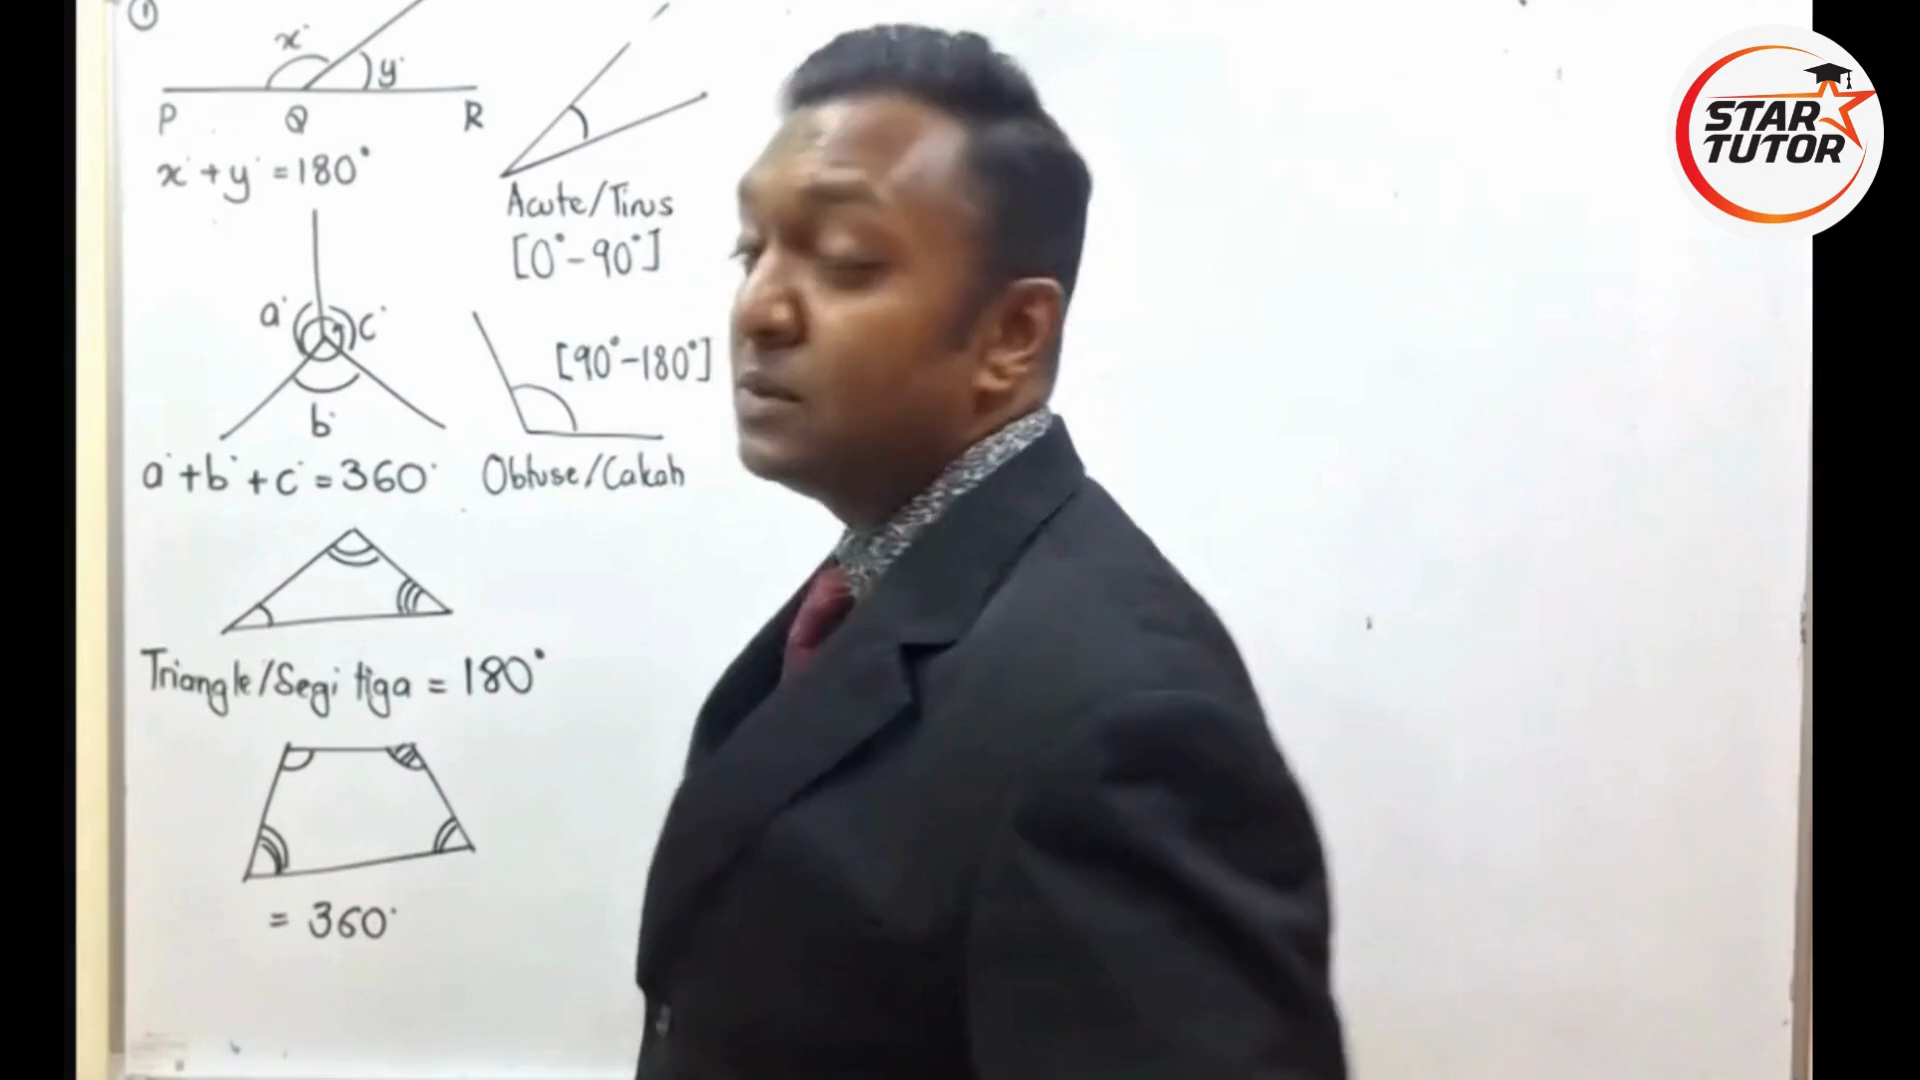 ①
x°
y°
P Q R
x° + y° = 180°
a° c°
b°
a° + b° + c° = 360°
Triangle/Segi tiga = 180°
= 360°
Acute/Tirus
[0° - 90°]
[90° - 180°]
Obtuse/Cakah
STAR
TUTOR